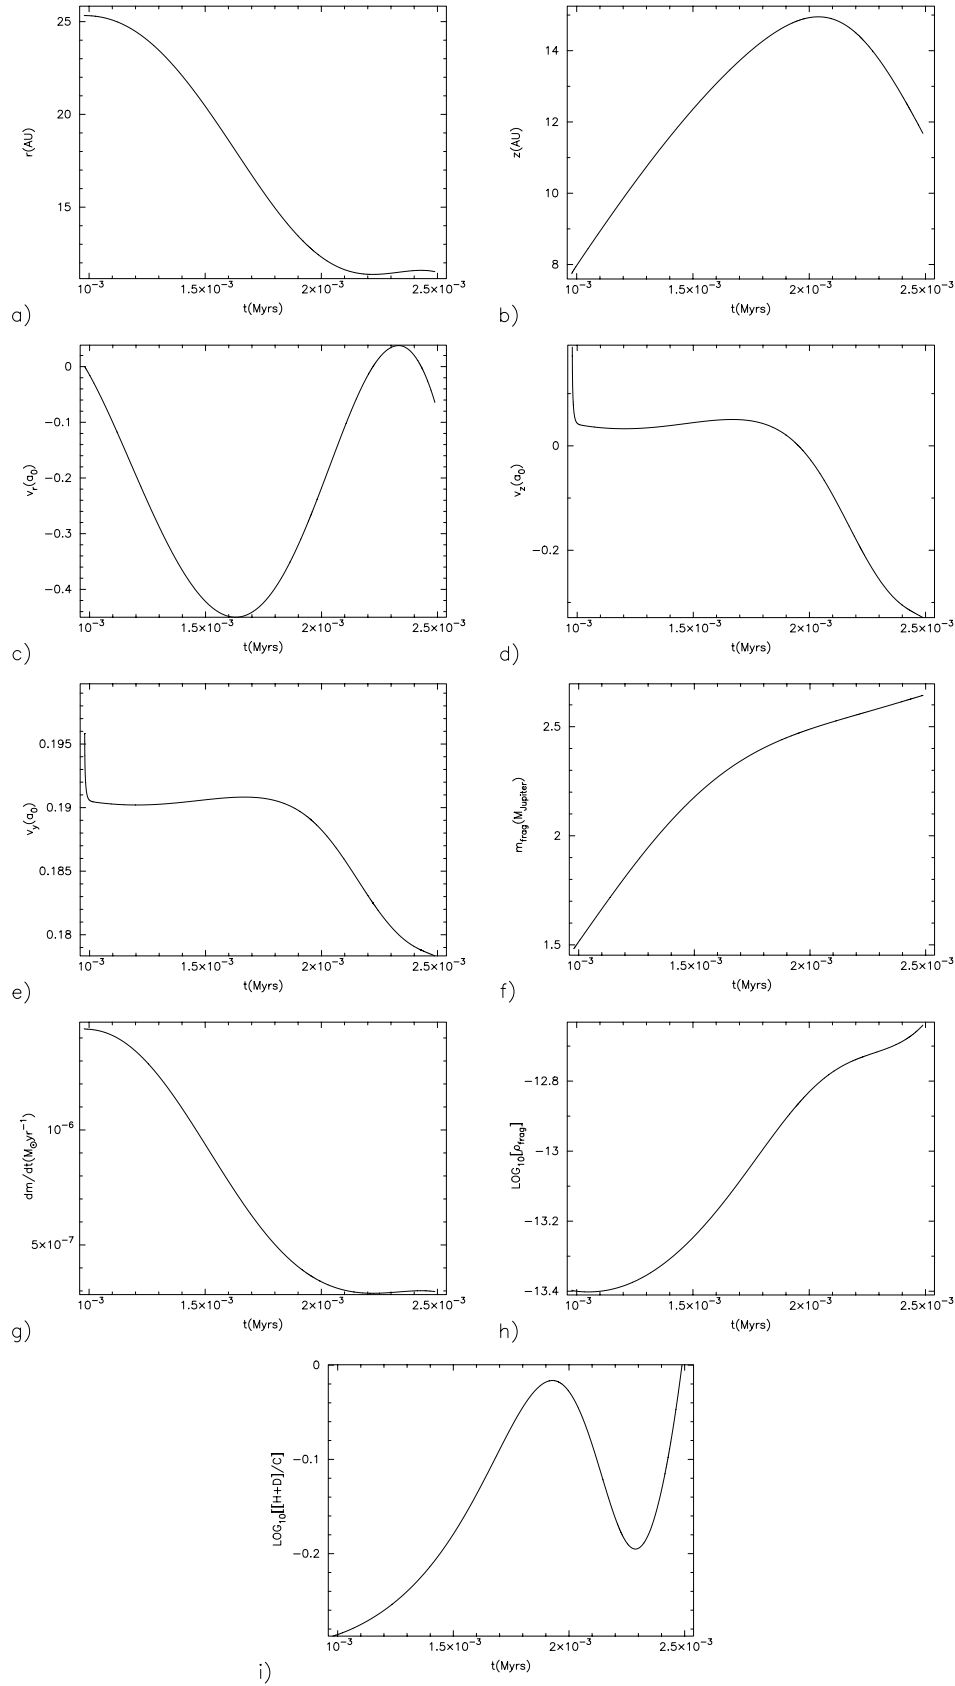 25
20
15
r(AU)
10⁻³ 1.5×10⁻³ 2×10⁻³ 2.5×10⁻³
t(Myrs)
a)
14
12
10
8
z(AU)
10⁻³ 1.5×10⁻³ 2×10⁻³ 2.5×10⁻³
t(Myrs)
b)
0
−0.1
−0.2
−0.3
−0.4
v_r(a₀)
10⁻³ 1.5×10⁻³ 2×10⁻³ 2.5×10⁻³
t(Myrs)
c)
0
−0.2
v_z(a₀)
10⁻³ 1.5×10⁻³ 2×10⁻³ 2.5×10⁻³
t(Myrs)
d)
0.195
0.19
0.185
0.18
v_y(a₀)
10⁻³ 1.5×10⁻³ 2×10⁻³ 2.5×10⁻³
t(Myrs)
e)
2.5
2
1.5
m_frag(M_Jupiter)
10⁻³ 1.5×10⁻³ 2×10⁻³ 2.5×10⁻³
t(Myrs)
f)
10⁻⁶
5×10⁻⁷
dm/dt(M_⊙yr⁻¹)
10⁻³ 1.5×10⁻³ 2×10⁻³ 2.5×10⁻³
t(Myrs)
g)
−12.8
−13
−13.2
−13.4
LOG₁₀[ρ_frag]
10⁻³ 1.5×10⁻³ 2×10⁻³ 2.5×10⁻³
t(Myrs)
h)
0
−0.1
−0.2
LOG₁₀[[H+D]/C]
10⁻³ 1.5×10⁻³ 2×10⁻³ 2.5×10⁻³
t(Myrs)
i)